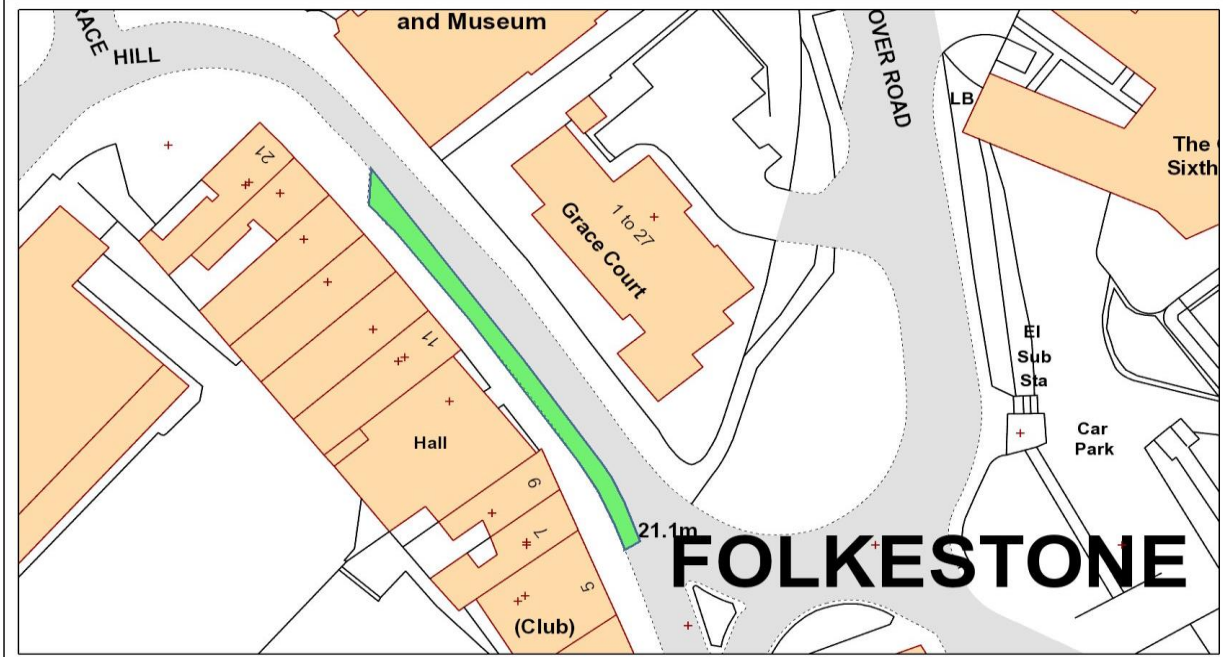 and Museum
RACE
HILL
OVER ROAD
LB
The
Sixth
21
1 to 27
Grace Court
11
El
Sub
Sta
Car
Park
Hall
9
7
21.1m
FOLKESTONE
5
(Club)